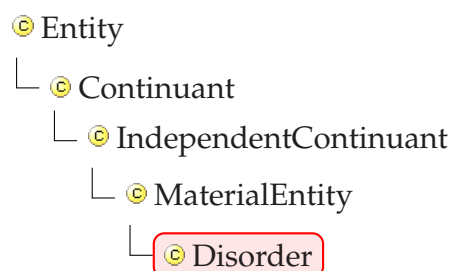 Entity
Continuant
IndependentContinuant
MaterialEntity
Disorder